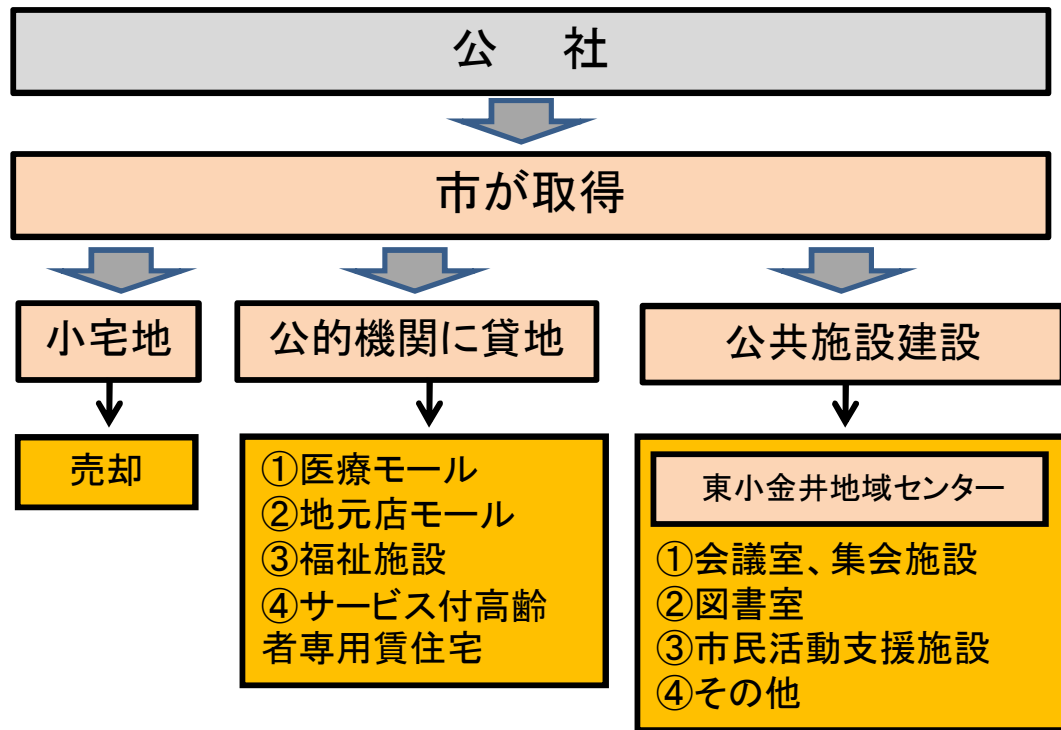 公　社
市が取得
小宅地
売却
公的機関に貸地
①医療モール
②地元店モール
③福祉施設
④サービス付高齢
者専用賃住宅
公共施設建設
東小金井地域センター
①会議室、集会施設
②図書室
③市民活動支援施設
④その他